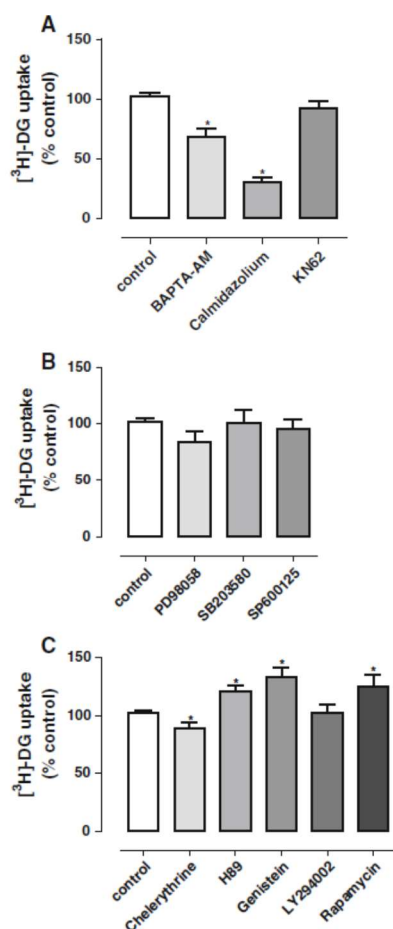 A
[³H]-DG uptake
(% control)
150
100
50
0
*
*
control
BAPTA-AM
Calmidazolium
KN62
B
[³H]-DG uptake
(% control)
150
100
50
0
control
PD98058
SB203580
SP600125
C
[³H]-DG uptake
(% control)
150
100
50
0
*
*
*
*
control
Chelerythrine
H89
Genistein
LY294002
Rapamycin